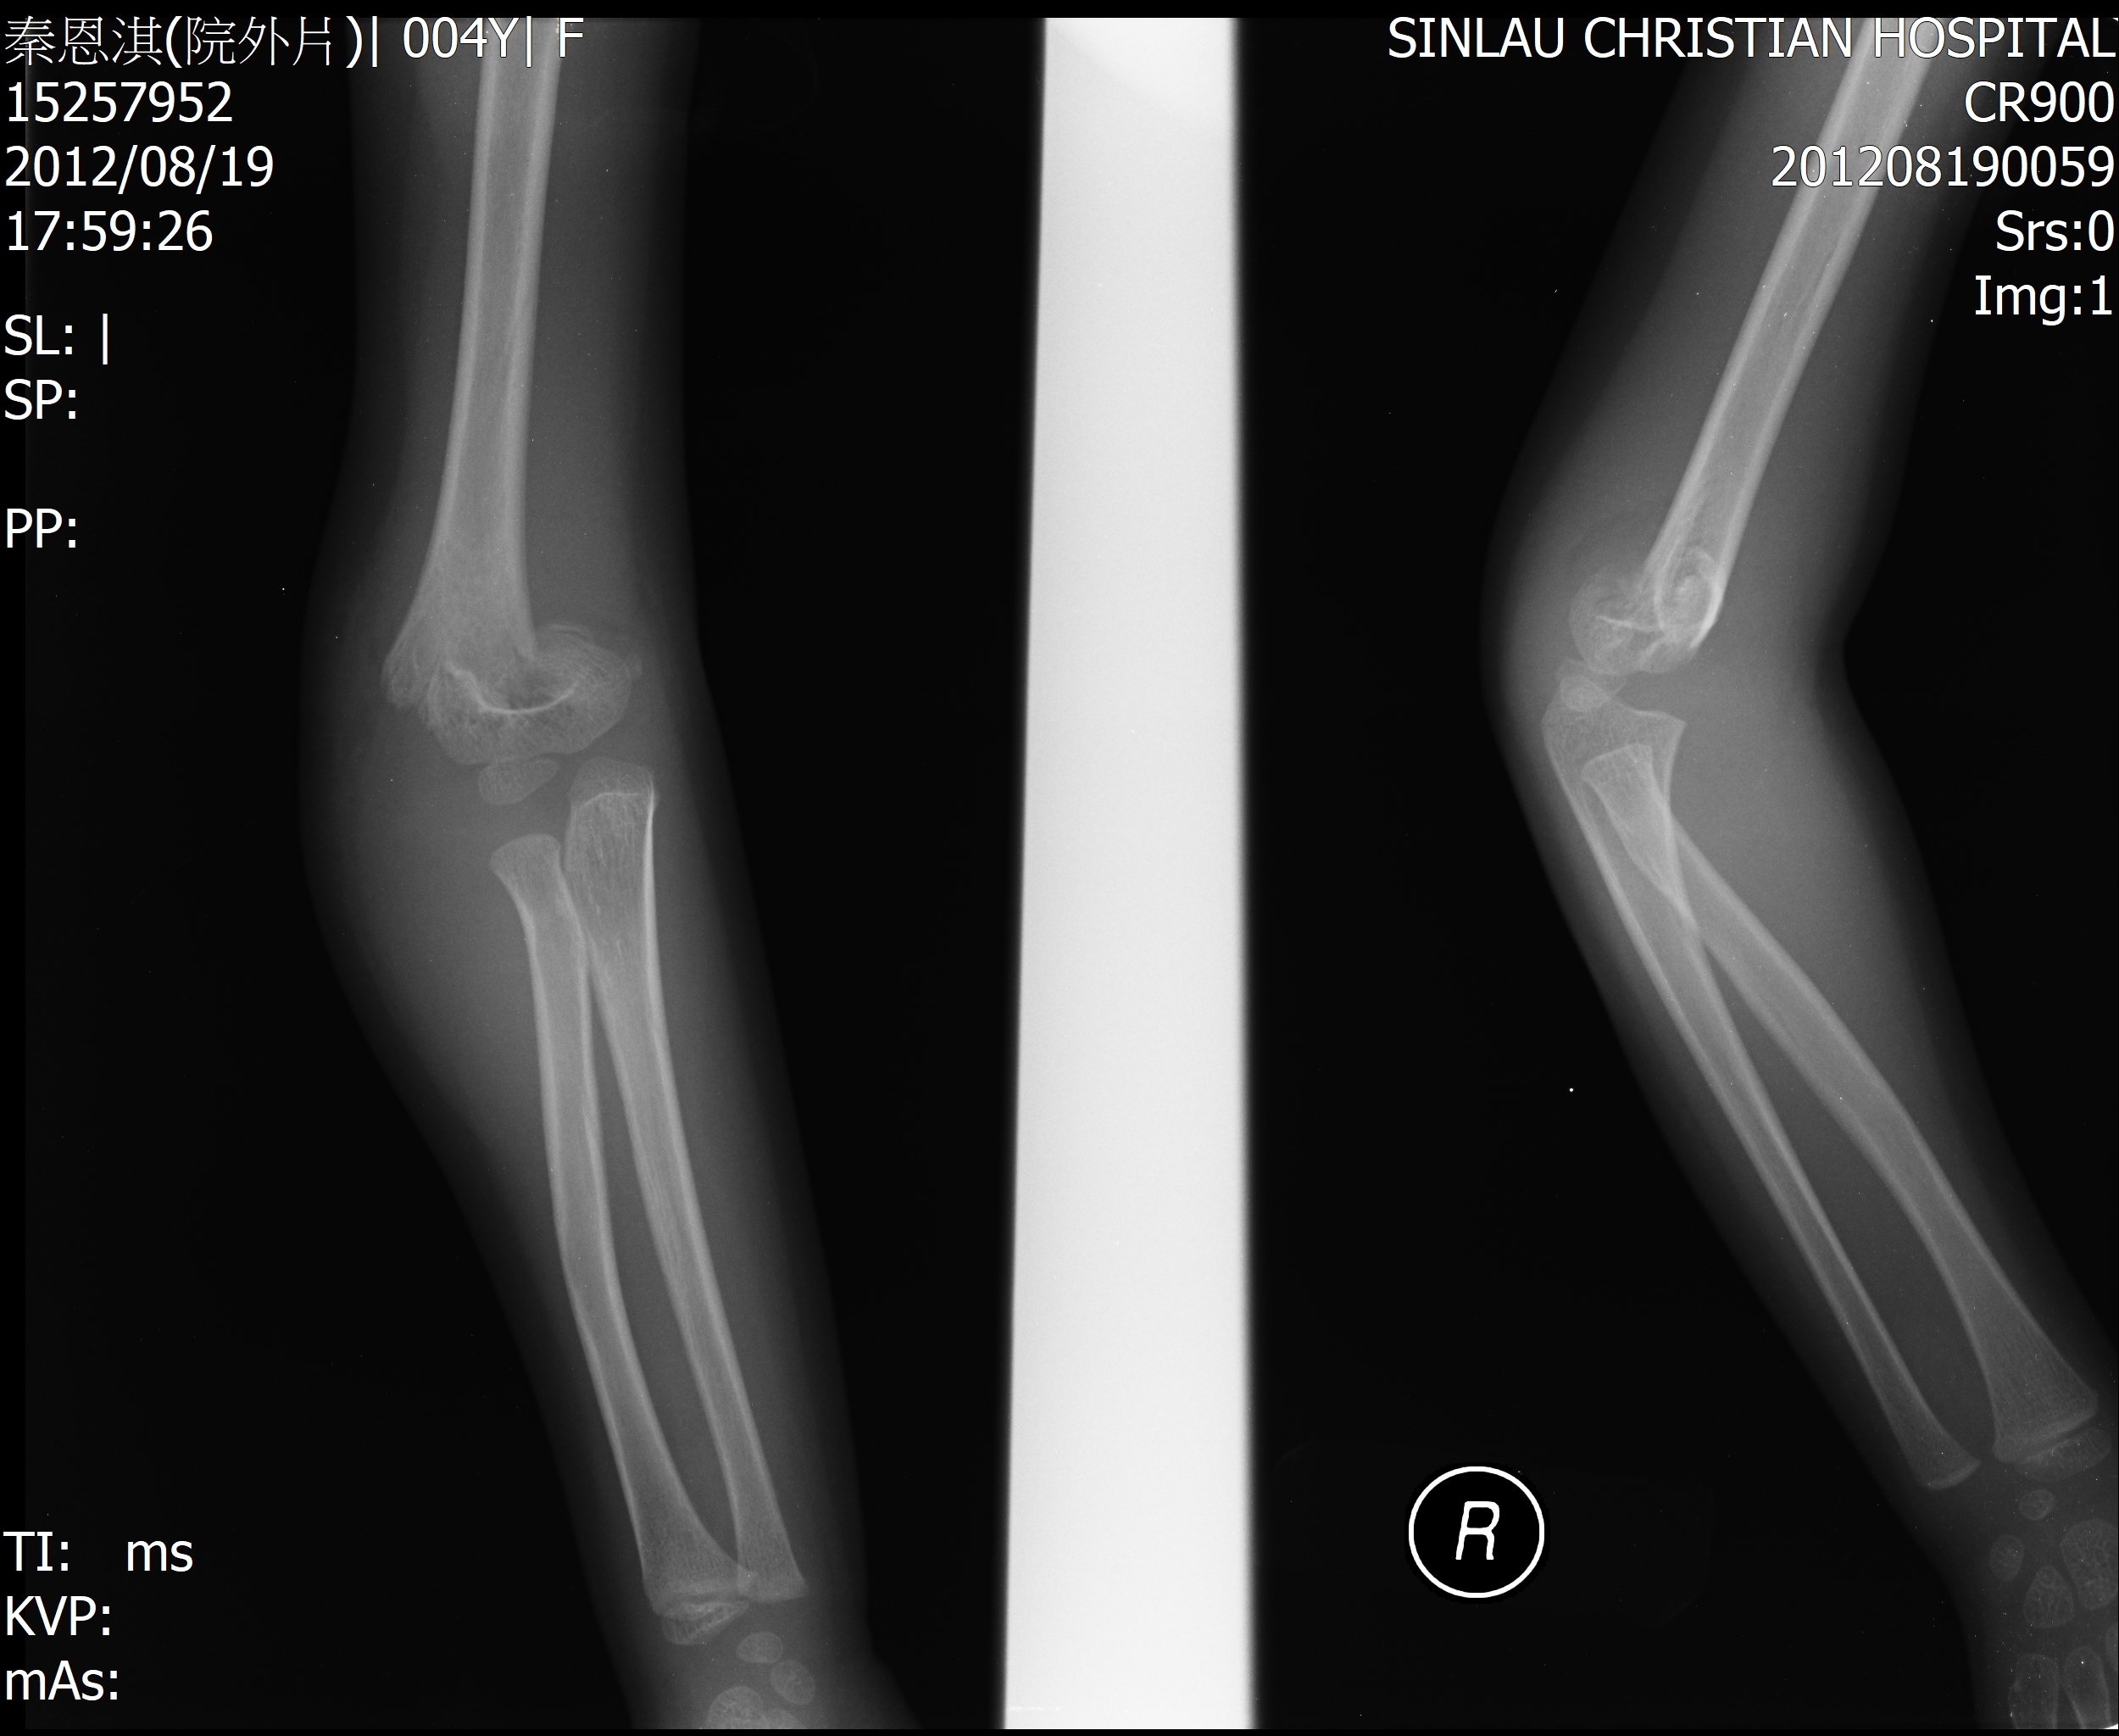 秦恩淇(院外片)| 004Y| F
15257952
2012/08/19
17:59:26
SL: |
SP:
PP:
SINLAU CHRISTIAN HOSPITAL
CR900
201208190059
Srs:0
Img:1
R
TI: ms
KVP:
mAs: